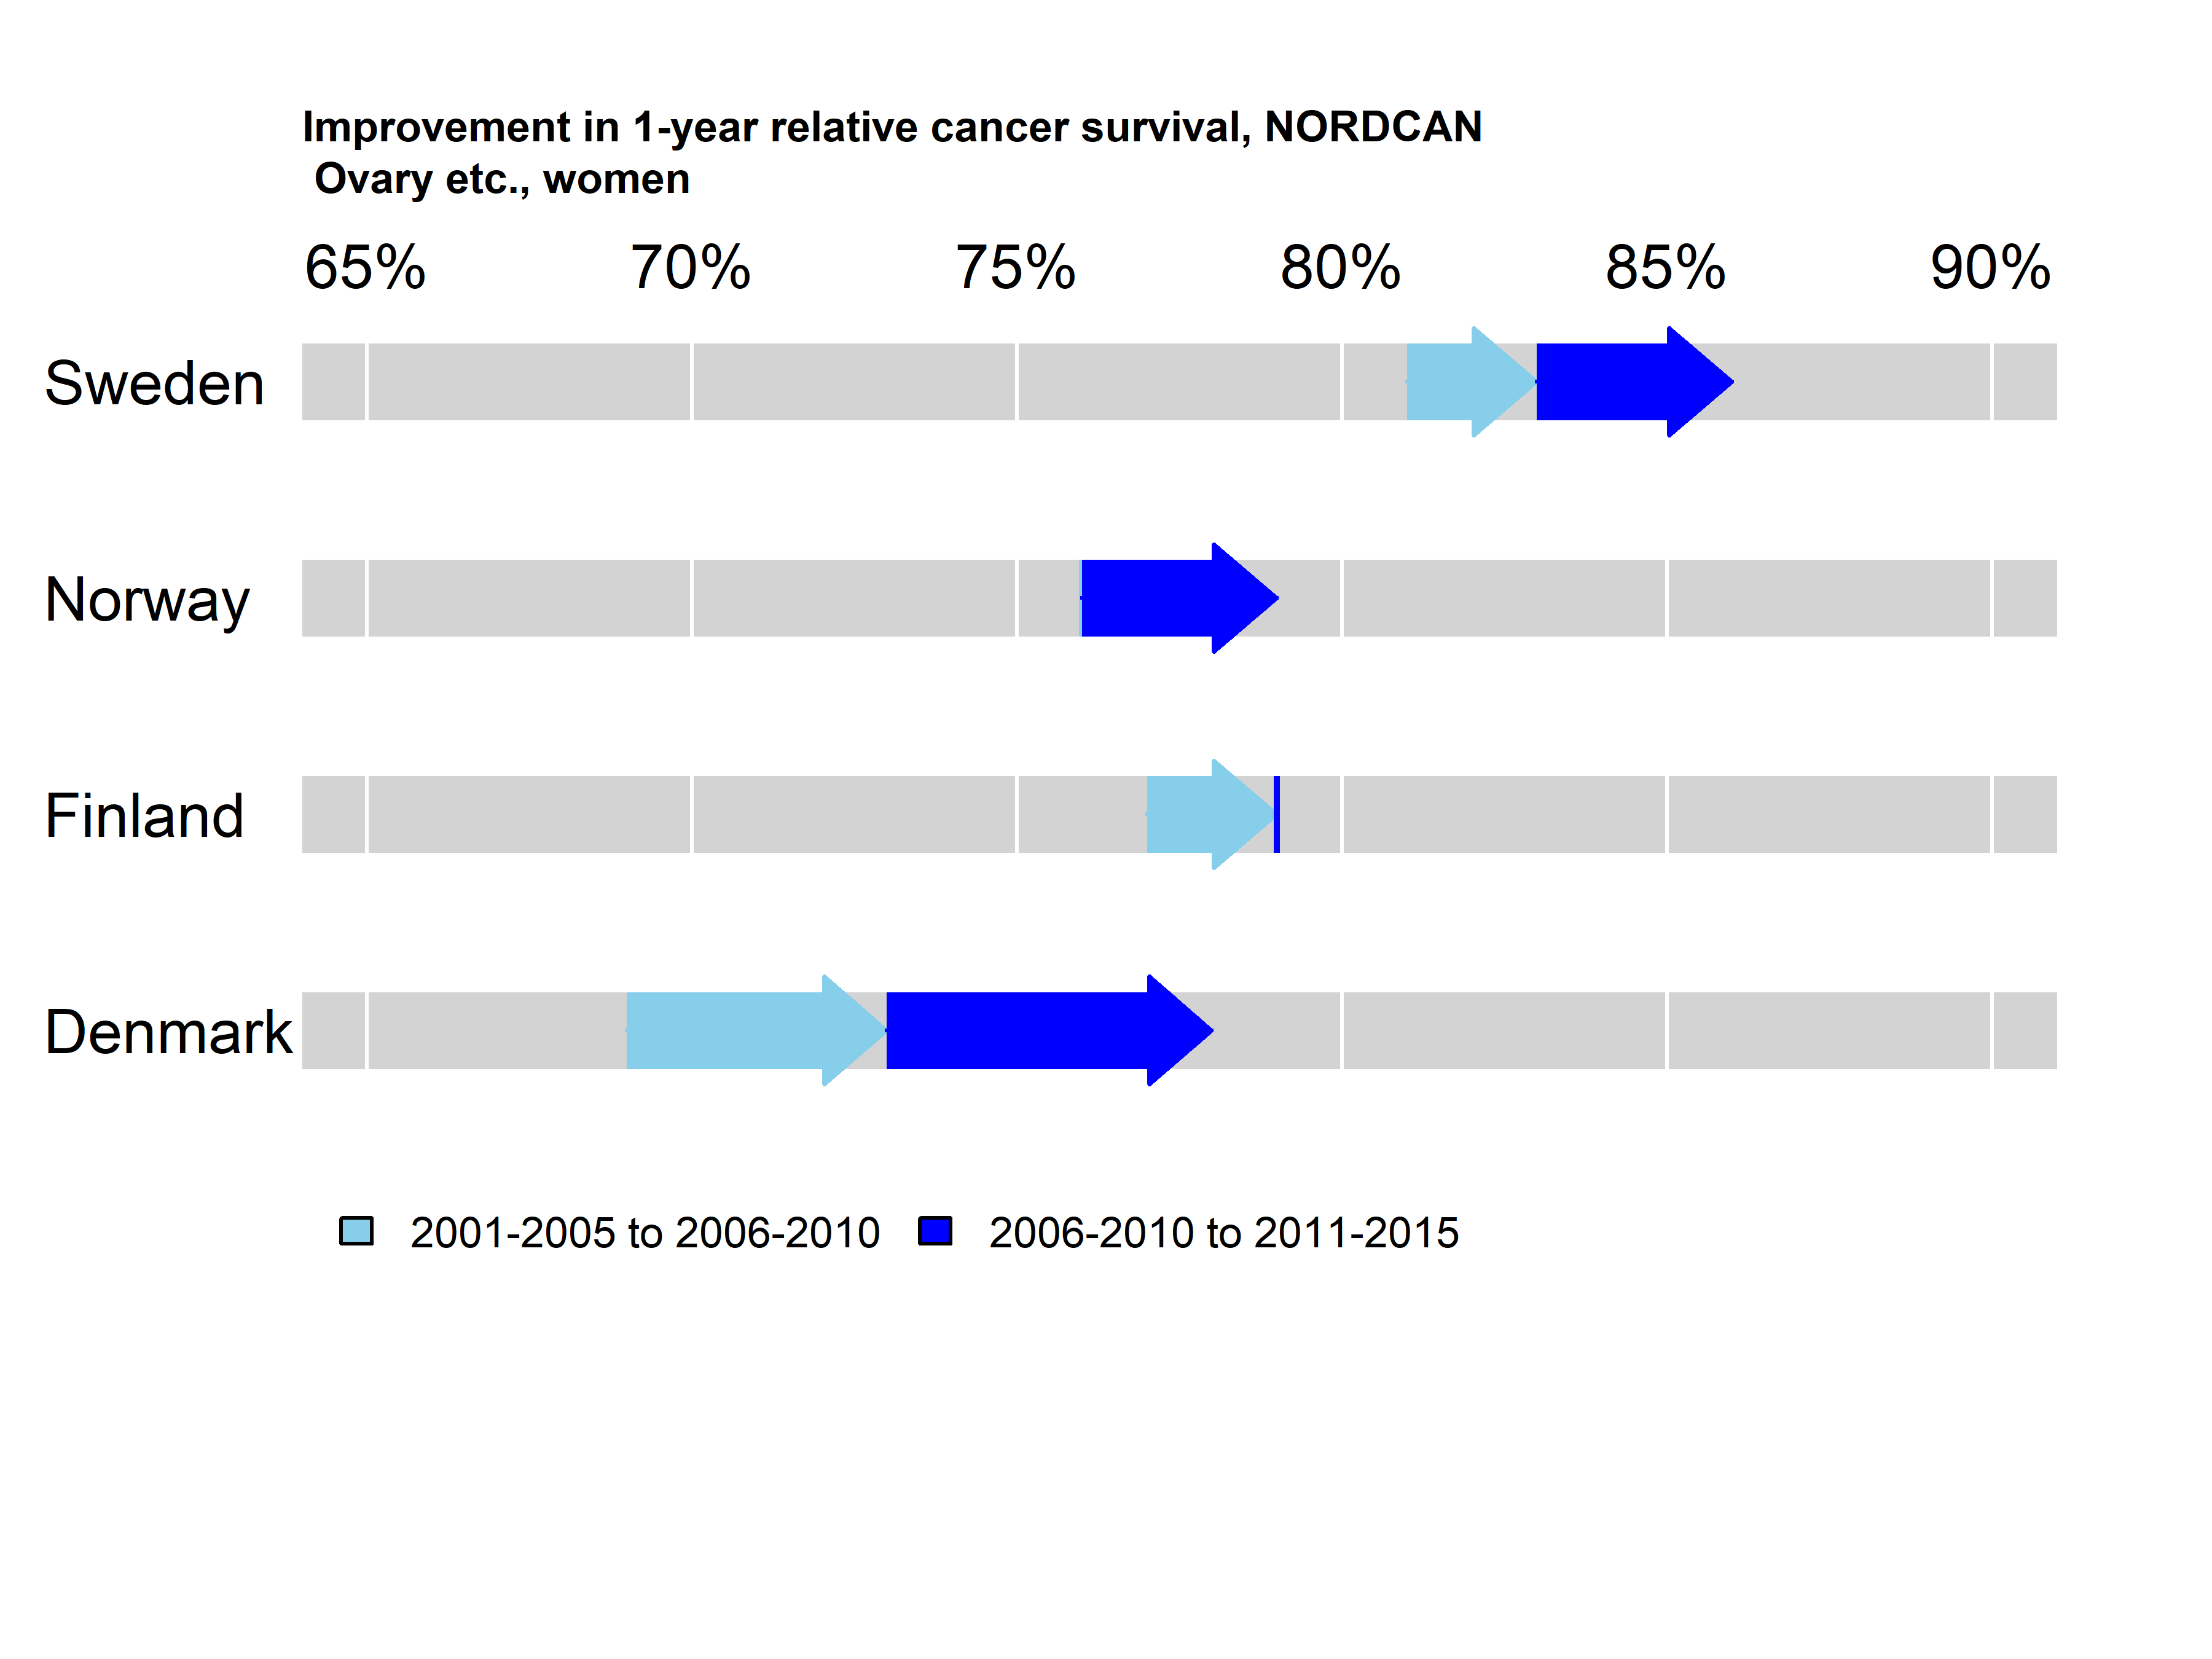 Improvement in 1-year relative cancer survival, NORDCAN
Ovary etc., women
65% 70% 75% 80% 85% 90%
Sweden
Norway
Finland
Denmark
2001-2005 to 2006-2010 2006-2010 to 2011-2015